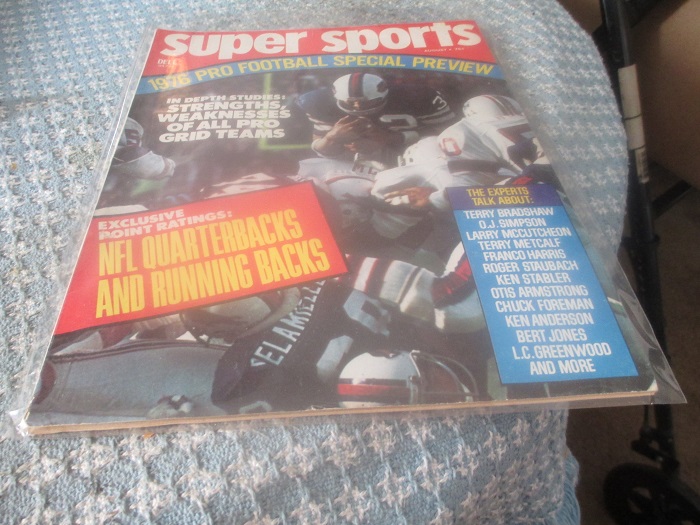 super sports
DELL
1976 PRO FOOTBALL SPECIAL PREVIEW
IN DEPTH STUDIES:
STRENGTHS,
WEAKNESSES
OF ALL PRO
GRID TEAMS
EXCLUSIVE
POINT RATINGS:
NFL QUARTERBACKS
AND RUNNING BACKS
THE EXPERTS
TALK ABOUT:
TERRY BRADSHAW
O.J. SIMPSON
LARRY MCCUTCHEON
TERRY METCALF
FRANCO HARRIS
ROGER STAUBACH
KEN STABLER
OTIS ARMSTRONG
CHUCK FOREMAN
KEN ANDERSON
BERT JONES
L.C. GREENWOOD
AND MORE